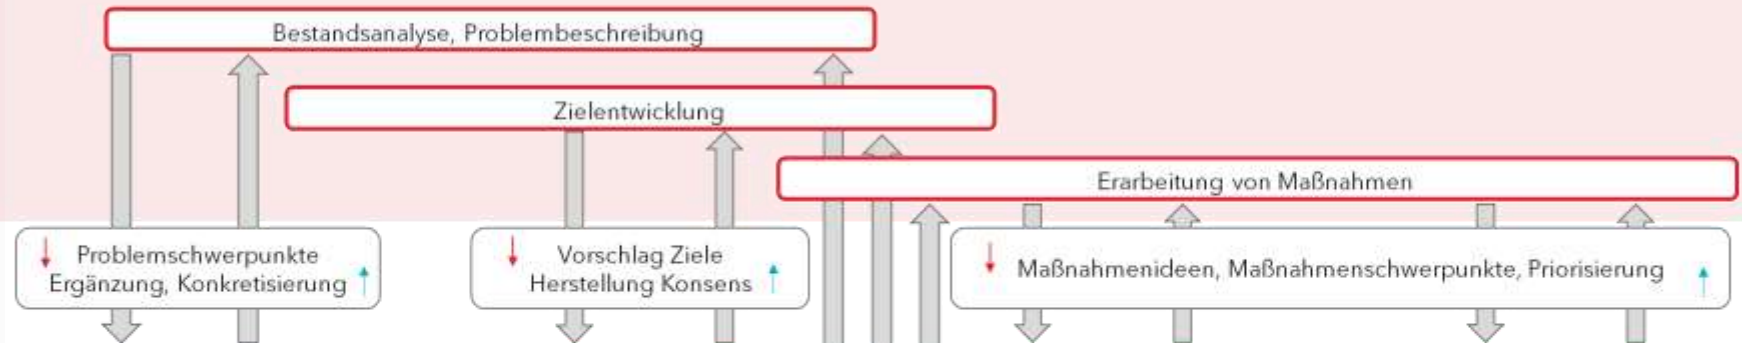 Bestandsanalyse, Problembeschreibung
Zielentwicklung
Erarbeitung von Maßnahmen
Problemschwerpunkte
Ergänzung, Konkretisierung
Vorschlag Ziele
Herstellung Konsens
Maßnahmenideen, Maßnahmenschwerpunkte, Priorisierung